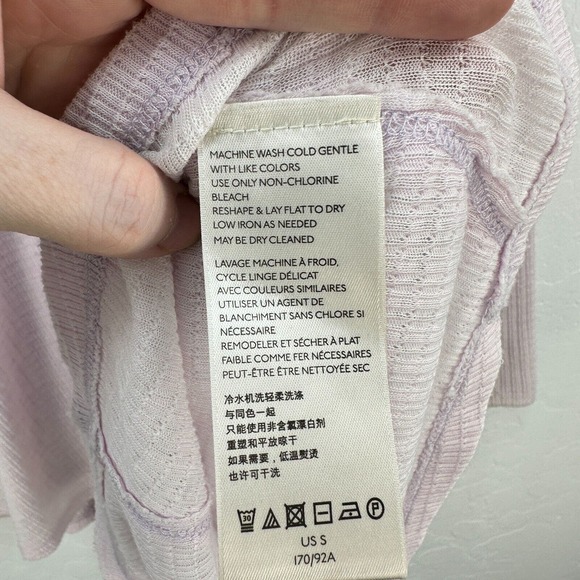 MACHINE WASH COLD GENTLE
WITH LIKE COLORS
USE ONLY NON-CHLORINE
BLEACH
RESHAPE & LAY FLAT TO DRY
LOW IRON AS NEEDED
MAY BE DRY CLEANED
LAVAGE MACHINE À FROID,
CYCLE LINGE DÉLICAT
AVEC COULEURS SIMILAIRES
UTILISER UN AGENT DE
BLANCHIMENT SANS CHLORE SI
NÉCESSAIRE
REMODELER ET SÉCHER À PLAT
FAIBLE COMME FER NÉCESSAIRES
PEUT-ÊTRE ÊTRE NETTOYÉE SEC
冷水机洗轻柔洗涤
与同色一起
只能使用非含氯漂白剂
重塑和平放晾干
如果需要，低温熨烫
也许可干洗
30 P
US S
170/92A